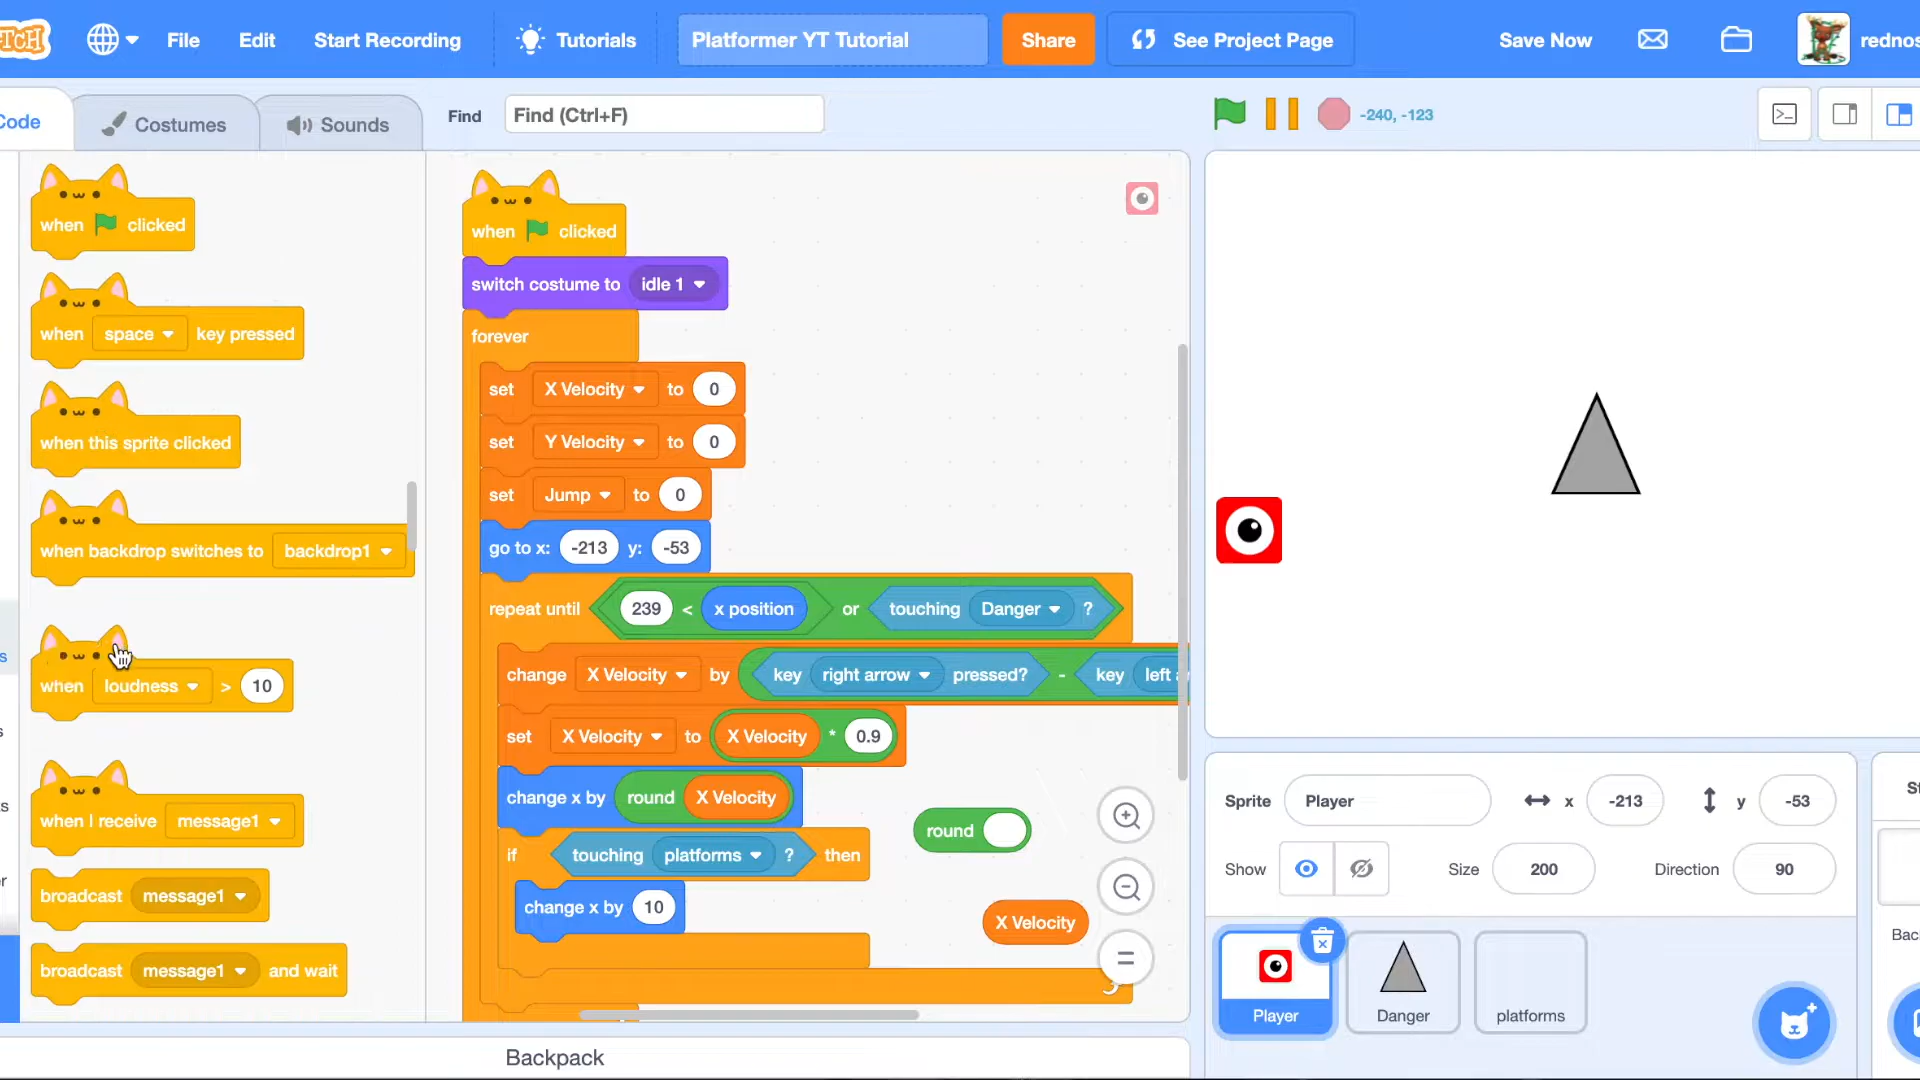 TCH File Edit Start Recording Tutorials Platformer YT Tutorial Share See Project Page Save Now rednos
Code Costumes Sounds Find Find (Ctrl+F) -240, -123
when clicked
when space key pressed
when this sprite clicked
when backdrop switches to backdrop1
when loudness > 10
when I receive message1
broadcast message1
broadcast message1 and wait
when clicked
switch costume to idle 1
forever
set X Velocity to 0
set Y Velocity to 0
set Jump to 0
go to x: -213 y: -53
repeat until 239 < x position or touching Danger ?
change X Velocity by key right arrow pressed? - key left a
set X Velocity to X Velocity * 0.9
change x by round X Velocity
if touching platforms ? then
change x by 10
round
X Velocity
Backpack
Sprite Player x -213 y -53
Show Size 200 Direction 90
Player Danger platforms
St
Bac